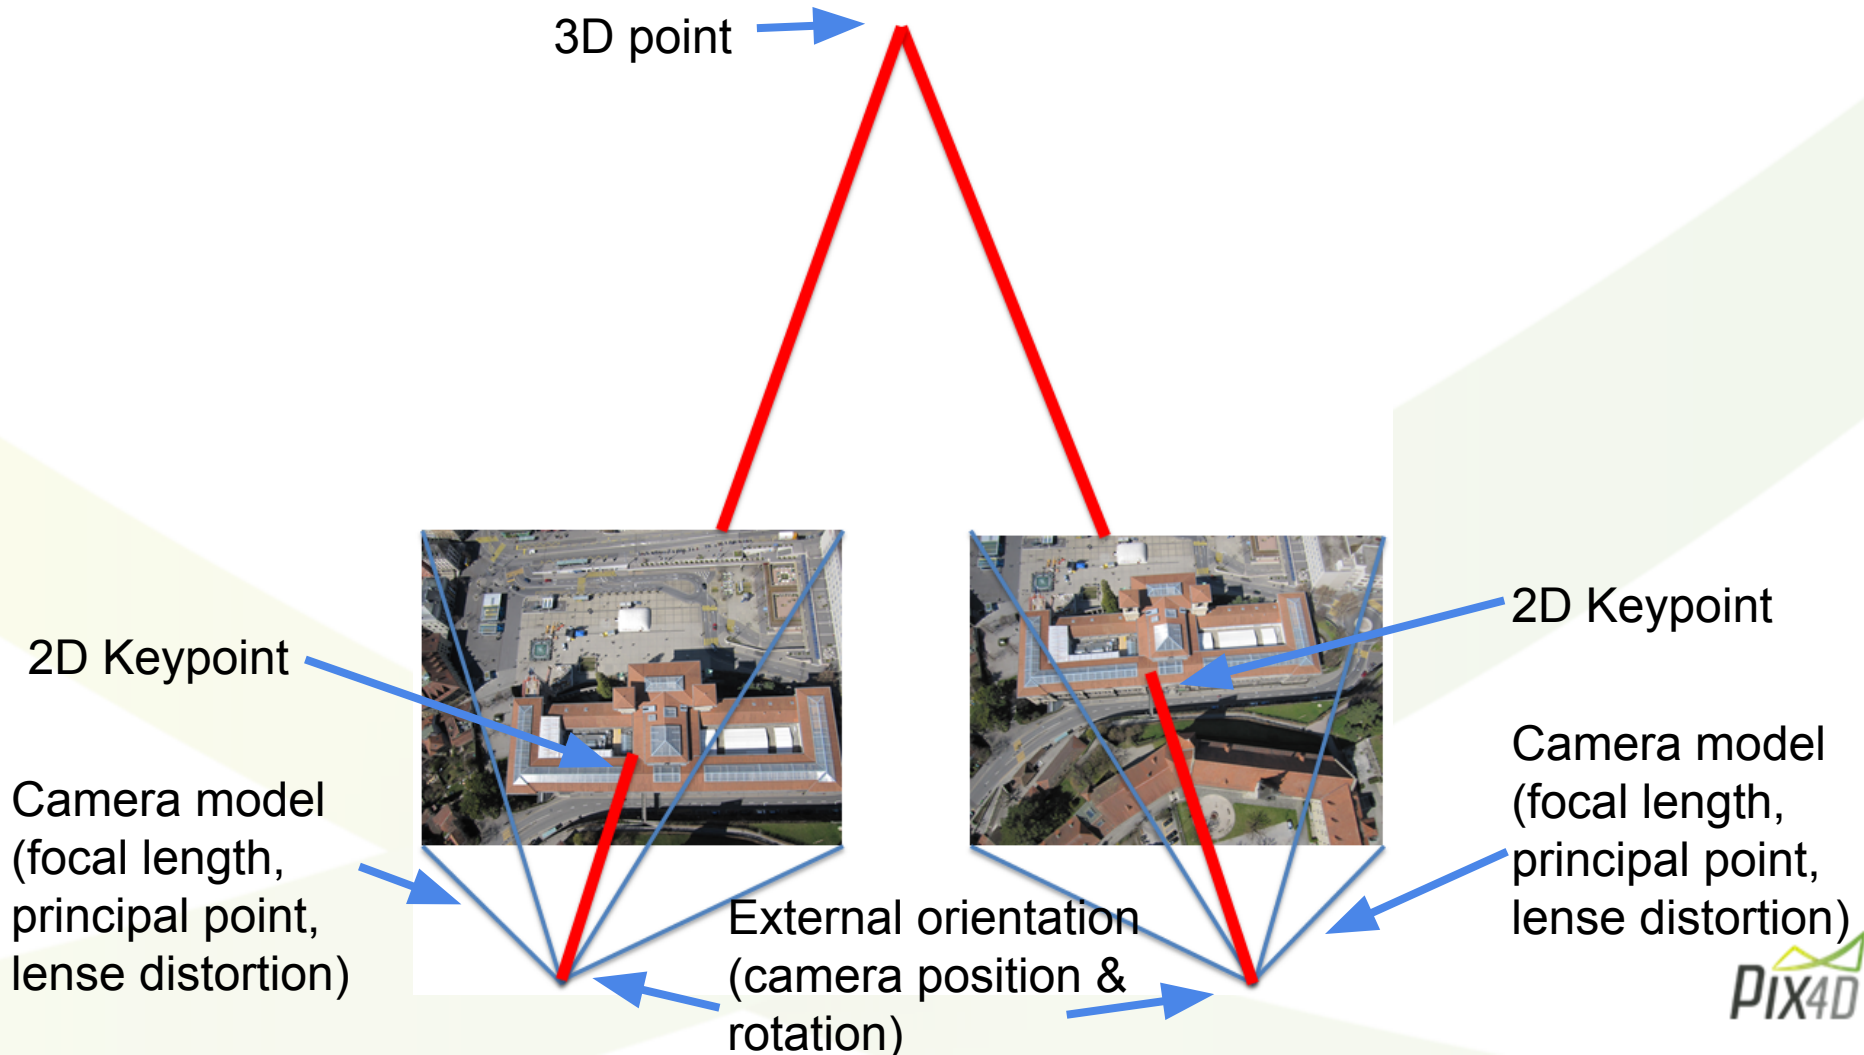 3D point
2D Keypoint
2D Keypoint
Camera model
(focal length,
principal point,
lense distortion)
Camera model
(focal length,
principal point,
lense distortion)
External orientation
(camera position &
rotation)
PIX4D